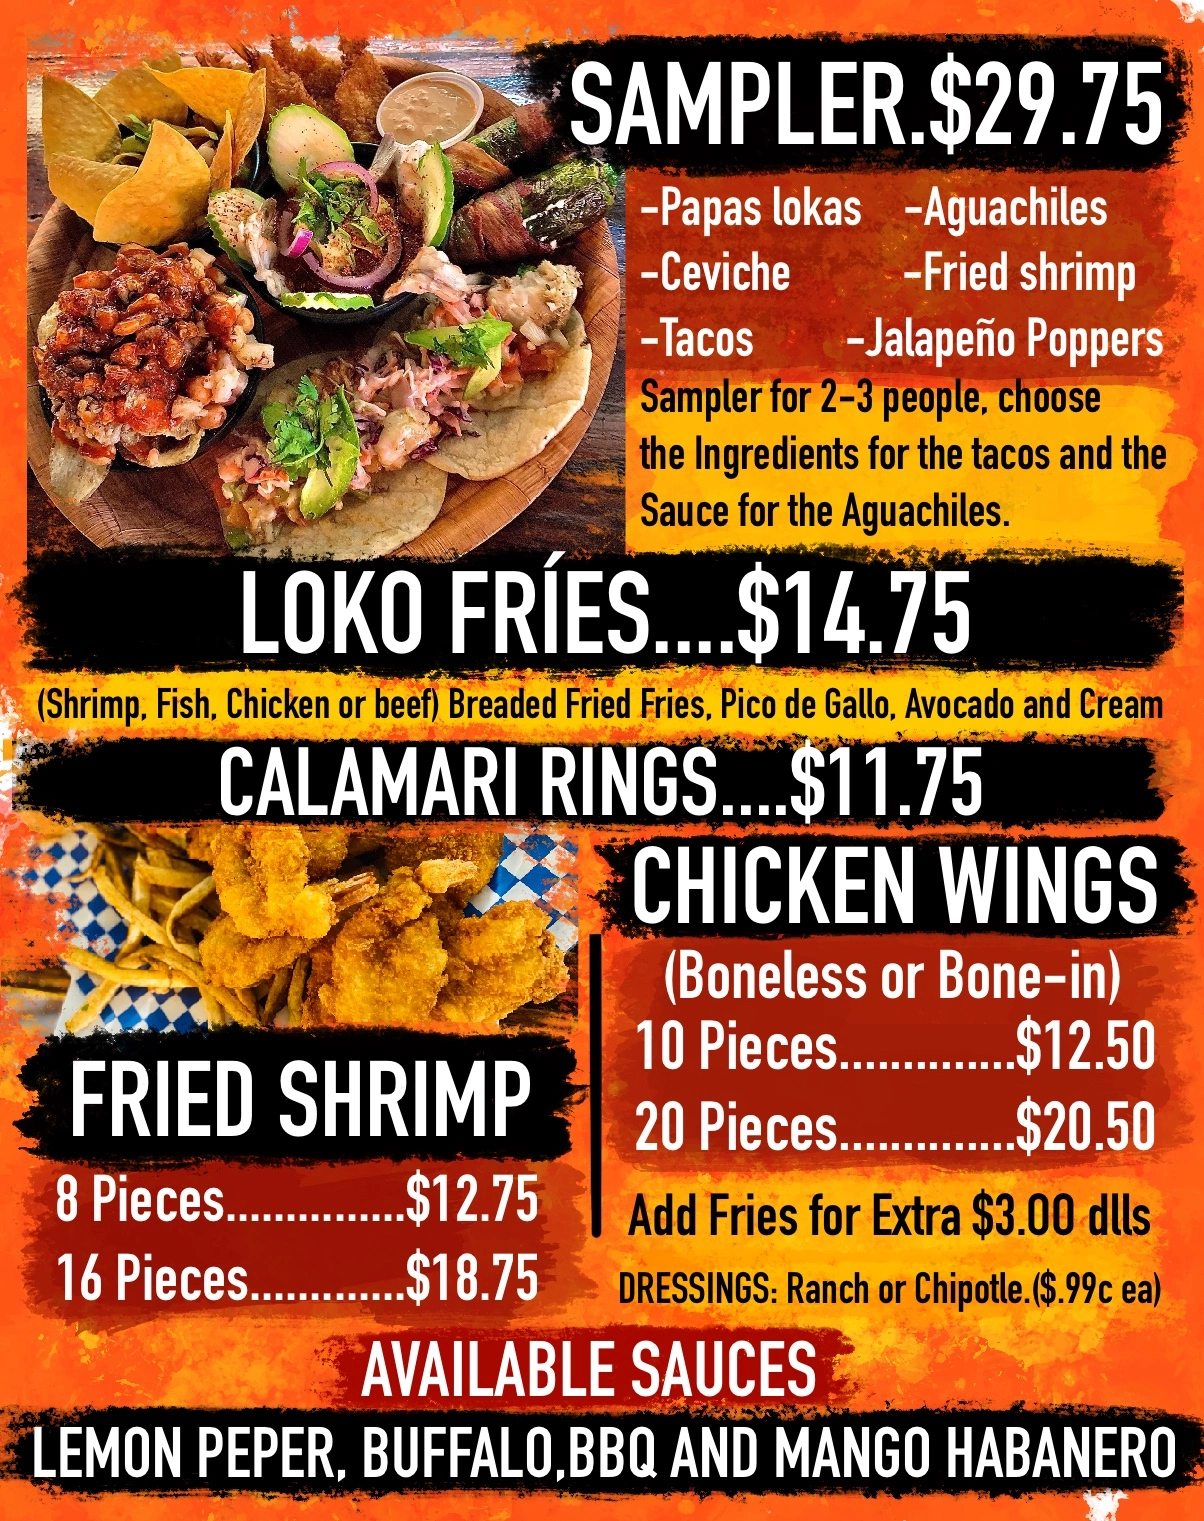 SAMPLER.$29.75
-Papas lokas -Aguachiles
-Ceviche -Fried shrimp
-Tacos -Jalapeño Poppers
Sampler for 2-3 people, choose
the Ingredients for the tacos and the
Sauce for the Aguachiles.
LOKO FRÍES....$14.75
(Shrimp, Fish, Chicken or beef) Breaded Fried Fries, Pico de Gallo, Avocado and Cream
CALAMARI RINGS....$11.75
FRIED SHRIMP
8 Pieces...............$12.75
16 Pieces.............$18.75
CHICKEN WINGS
(Boneless or Bone-in)
10 Pieces..............$12.50
20 Pieces..............$20.50
Add Fries for Extra $3.00 dlls
DRESSINGS: Ranch or Chipotle.($.99c ea)
AVAILABLE SAUCES
LEMON PEPER, BUFFALO,BBQ AND MANGO HABANERO